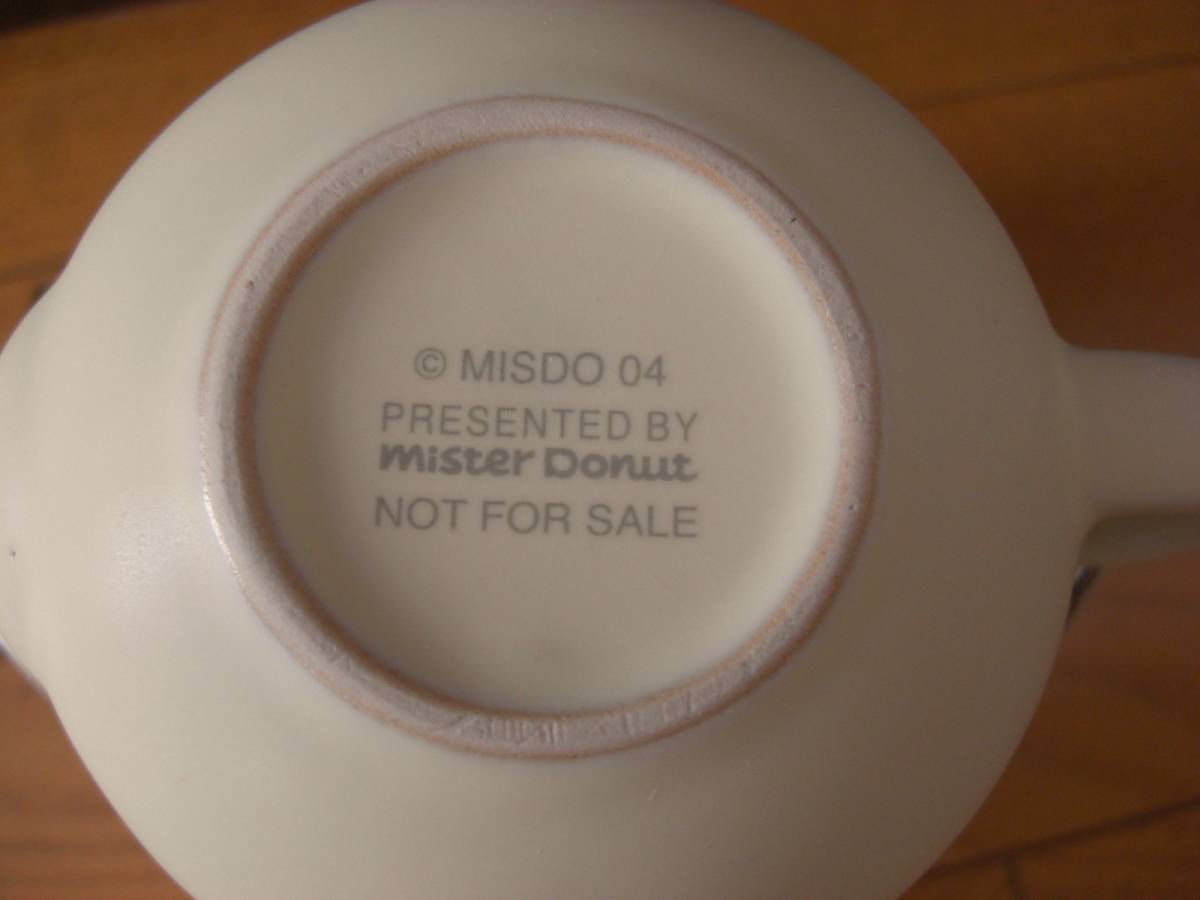 © MISDO 04
PRESENTED BY
mister Donut
NOT FOR SALE